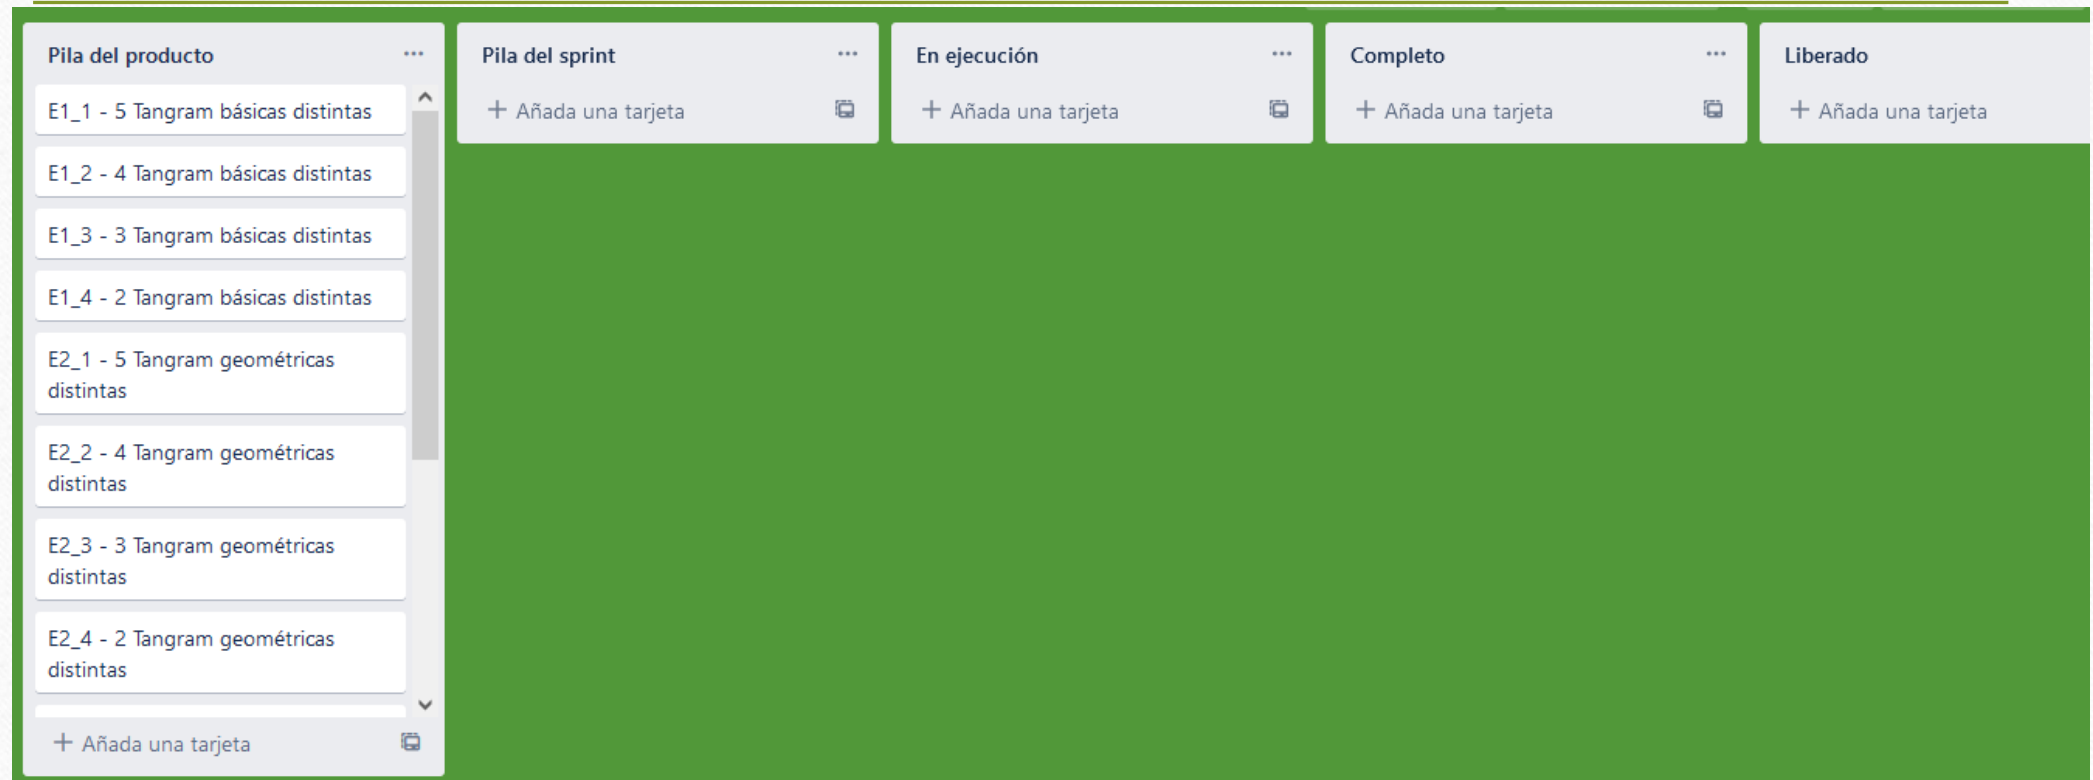 Pila del producto
E1_1 - 5 Tangram básicas distintas
E1_2 - 4 Tangram básicas distintas
E1_3 - 3 Tangram básicas distintas
E1_4 - 2 Tangram básicas distintas
E2_1 - 5 Tangram geométricas
distintas
E2_2 - 4 Tangram geométricas
distintas
E2_3 - 3 Tangram geométricas
distintas
E2_4 - 2 Tangram geométricas
distintas
+ Añada una tarjeta
Pila del sprint
+ Añada una tarjeta
En ejecución
+ Añada una tarjeta
Completo
+ Añada una tarjeta
Liberado
+ Añada una tarjeta